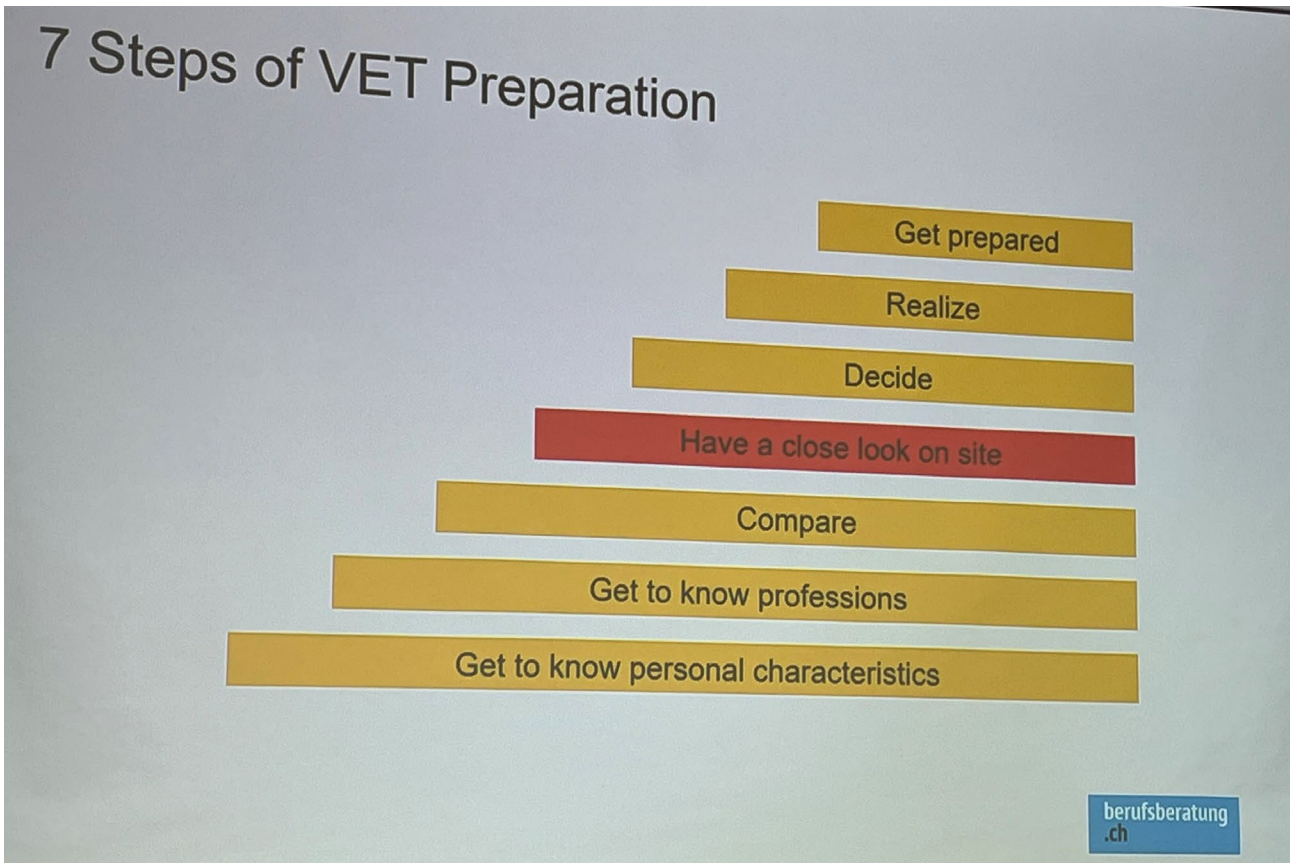 7 Steps of VET Preparation
Get prepared
Realize
Decide
Have a close look on site
Compare
Get to know professions
Get to know personal characteristics
berufsberatung
.ch